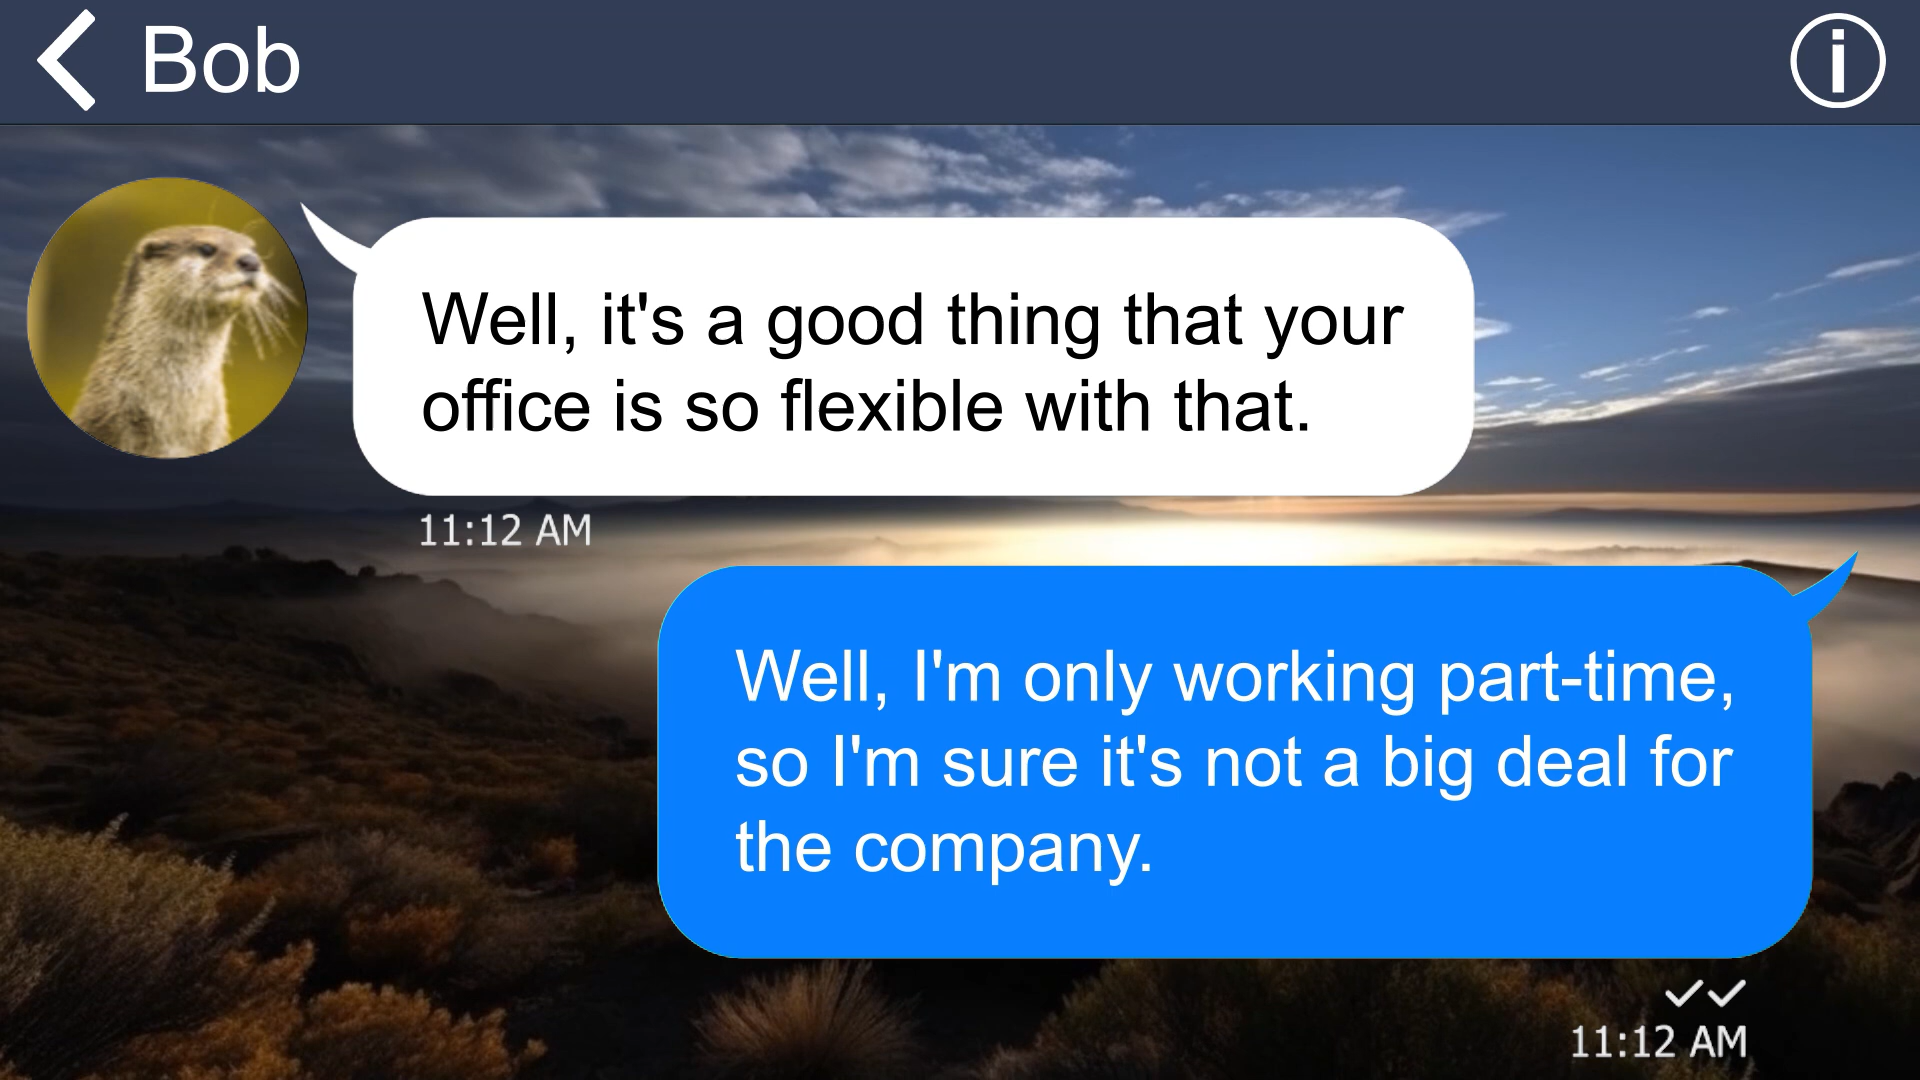 Bob
Well, it's a good thing that your
office is so flexible with that.
11:12 AM
Well, I'm only working part-time,
so I'm sure it's not a big deal for
the company.
11:12 AM